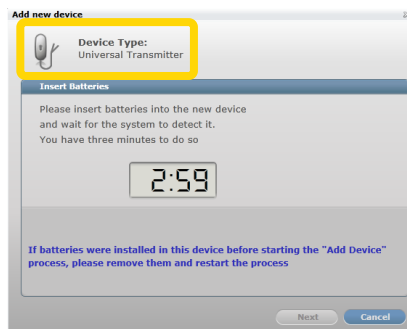 Add new device
Device Type:
Universal Transmitter
Insert Batteries
Please insert batteries into the new device
and wait for the system to detect it.
You have three minutes to do so
2:59
If batteries were installed in this device before starting the "Add Device"
process, please remove them and restart the process
Next
Cancel